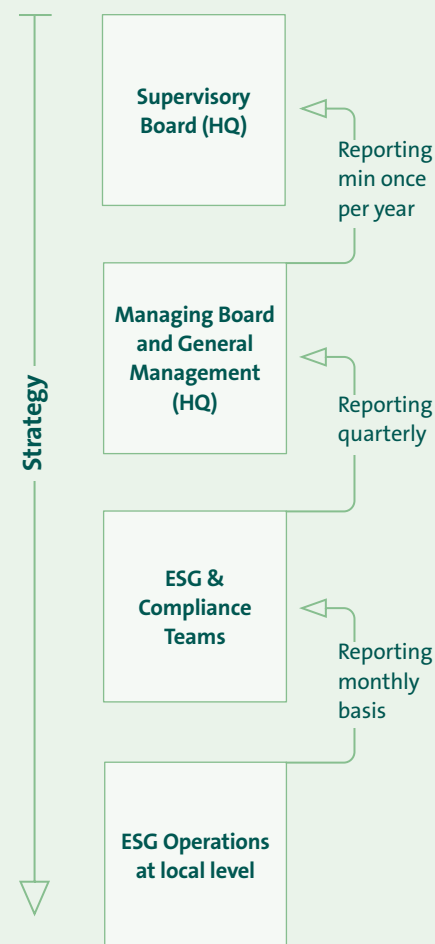 Supervisory
Board (HQ)
Reporting
min once
per year
Managing Board
and General
Management
(HQ)
Reporting
quarterly
Strategy
ESG &
Compliance
Teams
Reporting
monthly
basis
ESG Operations
at local level